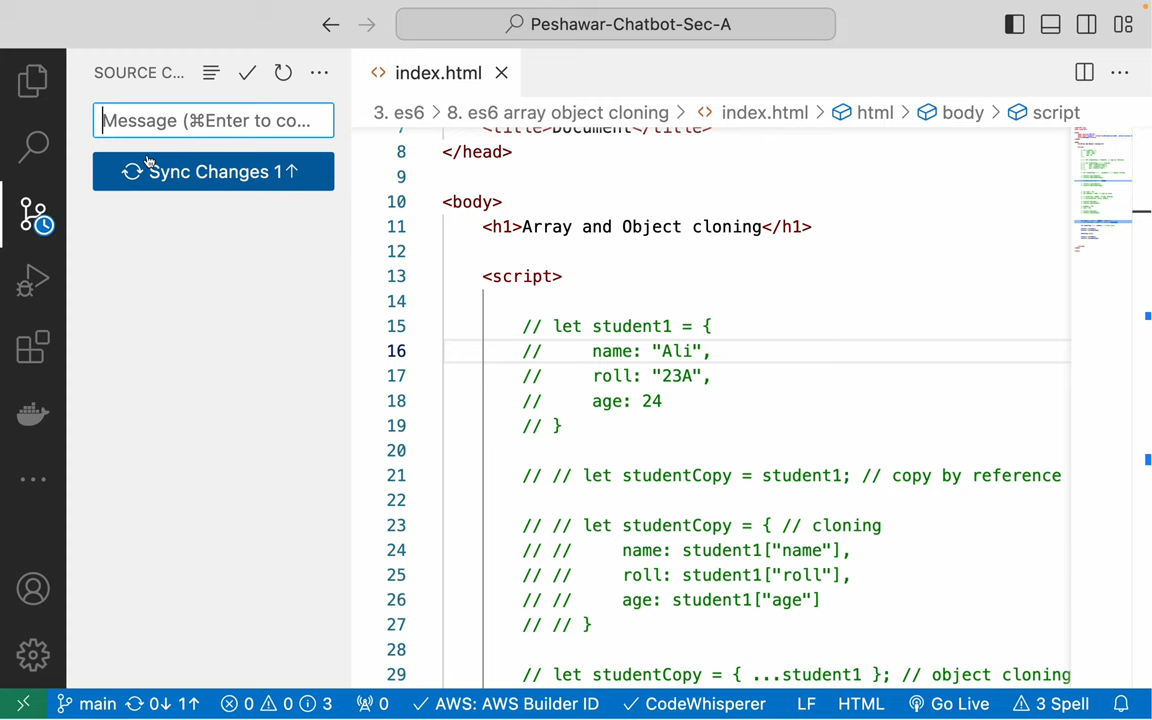 Peshawar-Chatbot-Sec-A
SOURCE C...
index.html
Message (⌘Enter to co...
Sync Changes 1↑
3. es6 > 8. es6 array object cloning > index.html > html > body > script
7 <title>Document</title>
8 </head>
9
10 <body>
11 <h1>Array and Object cloning</h1>
12
13 <script>
14
15 // let student1 = {
16 // name: "Ali",
17 // roll: "23A",
18 // age: 24
19 // }
20
21 // // let studentCopy = student1; // copy by reference
22
23 // // let studentCopy = { // cloning
24 // // name: student1["name"],
25 // // roll: student1["roll"],
26 // // age: student1["age"]
27 // // }
28
29 // let studentCopy = { ...student1 }; // object cloning
main 0↓ 1↑ 0 0 3 0 AWS: AWS Builder ID CodeWhisperer LF HTML Go Live 3 Spell